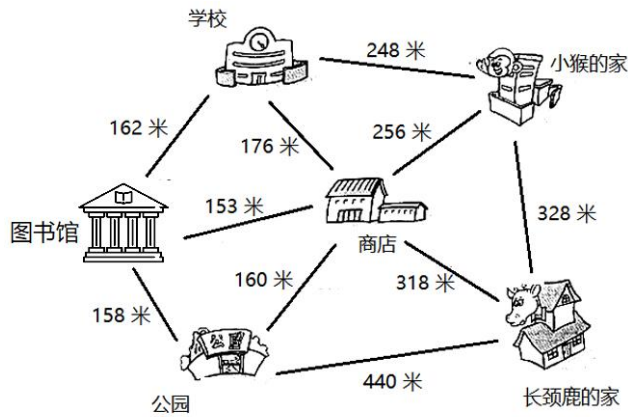 学校
248 米
小猴的家
162 米
176 米
256 米
图书馆
153 米
商店
328 米
160 米
318 米
158 米
公园
440 米
公园
长颈鹿的家